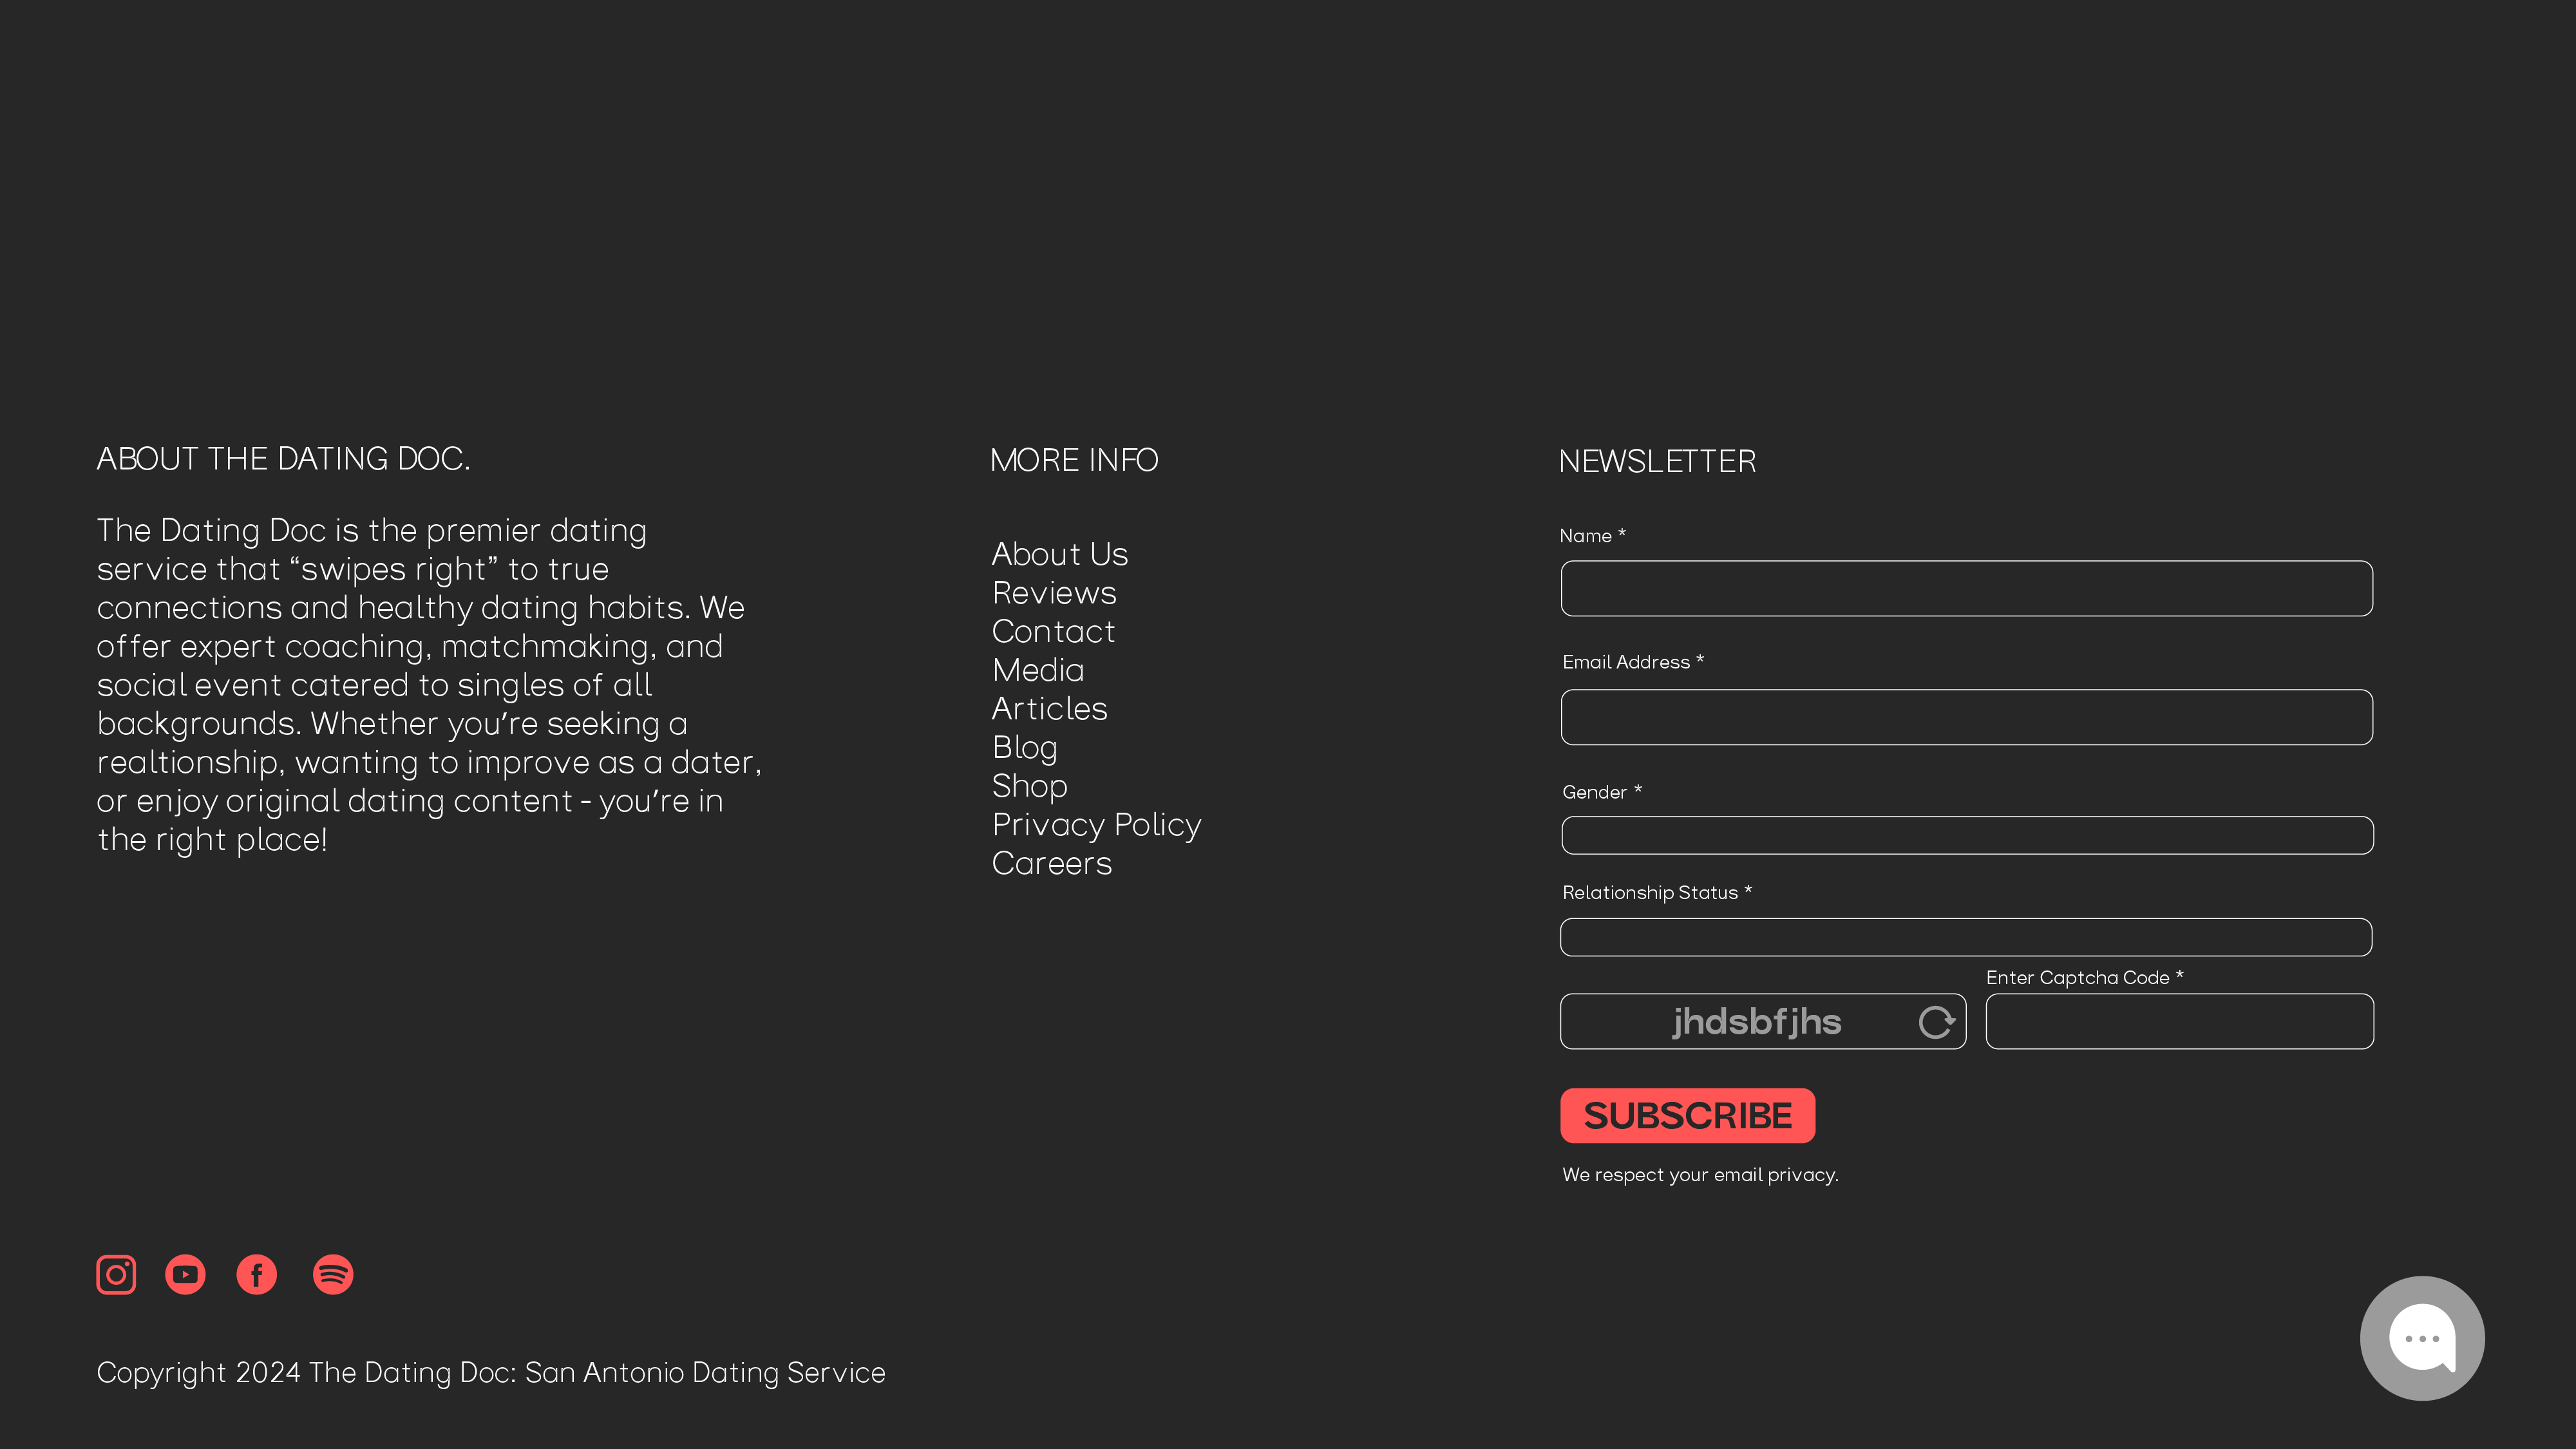 ABOUT THE DATING DOC.
The Dating Doc is the premier dating
service that “swipes right” to true
connections and healthy dating habits. We
offer expert coaching, matchmaking, and
social event catered to singles of all
backgrounds. Whether you're seeking a
realtionship, wanting to improve as a dater,
or enjoy original dating content - you're in
the right place!
MORE INFO
About Us
Reviews
Contact
Media
Articles
Blog
Shop
Privacy Policy
Careers
NEWSLETTER
Name *
Email Address *
Gender *
Relationship Status *
Enter Captcha Code *
jhdsbfjhs
SUBSCRIBE
We respect your email privacy.
Copyright 2024 The Dating Doc: San Antonio Dating Service